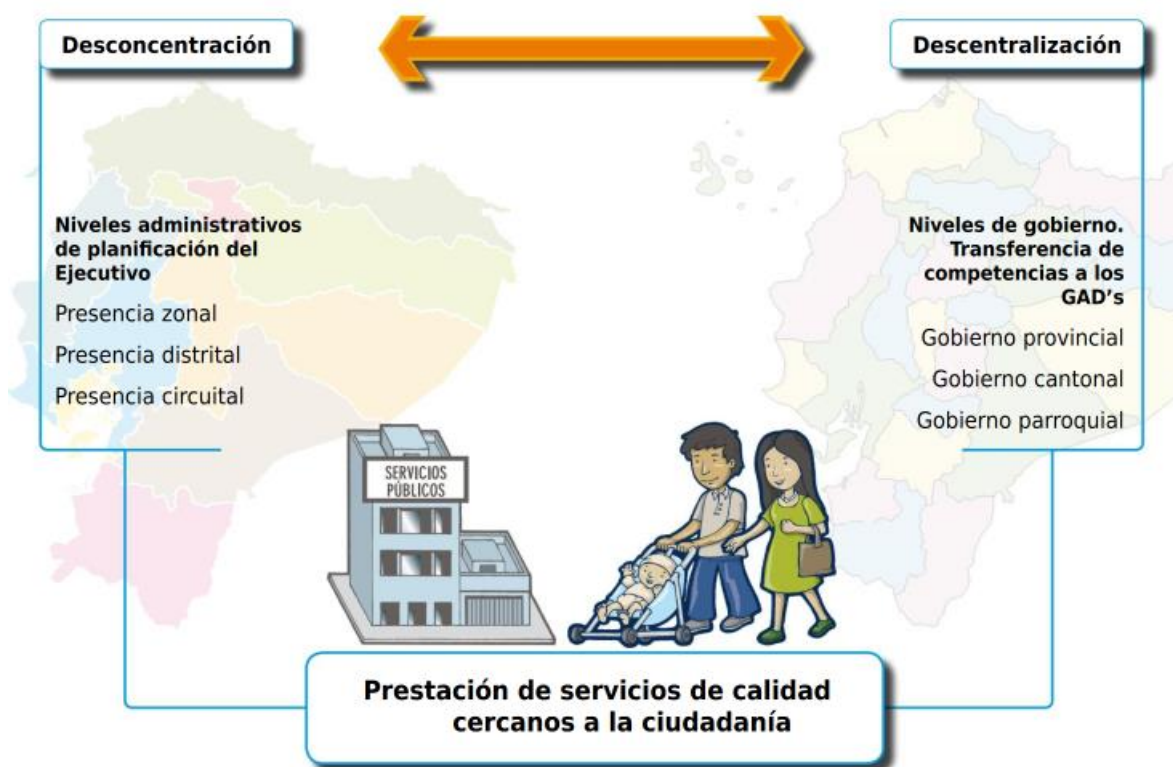 Desconcentración
Descentralización
Niveles administrativos
de planificación del
Ejecutivo
Presencia zonal
Presencia distrital
Presencia circuital
Niveles de gobierno.
Transferencia de
competencias a los
GAD's
Gobierno provincial
Gobierno cantonal
Gobierno parroquial
SERVICIOS
PÚBLICOS
Prestación de servicios de calidad
cercanos a la ciudadanía